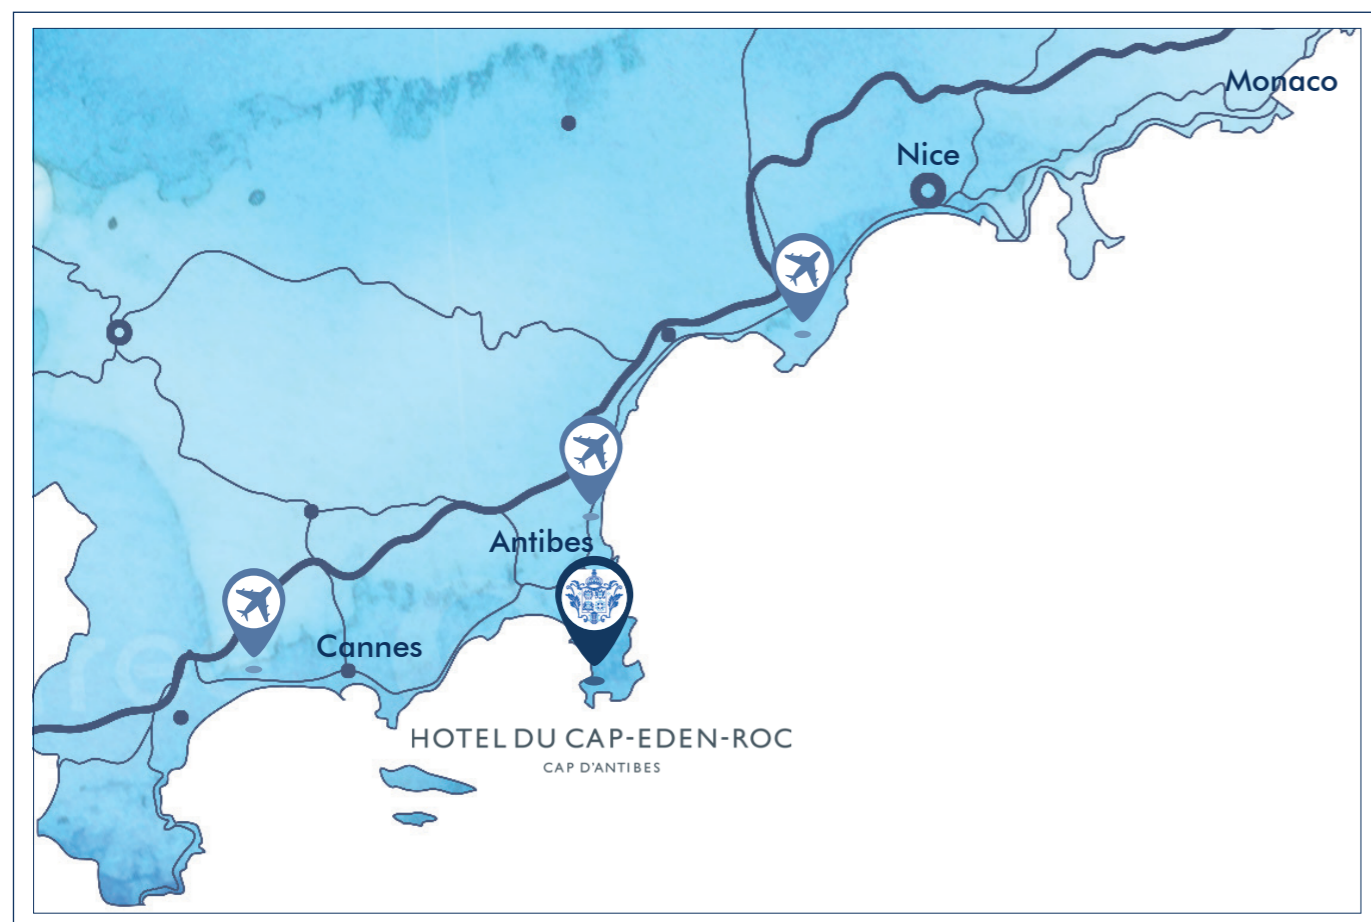 Monaco
Nice
Antibes
Cannes
HOTEL DU CAP-EDEN-ROC
CAP D'ANTIBES